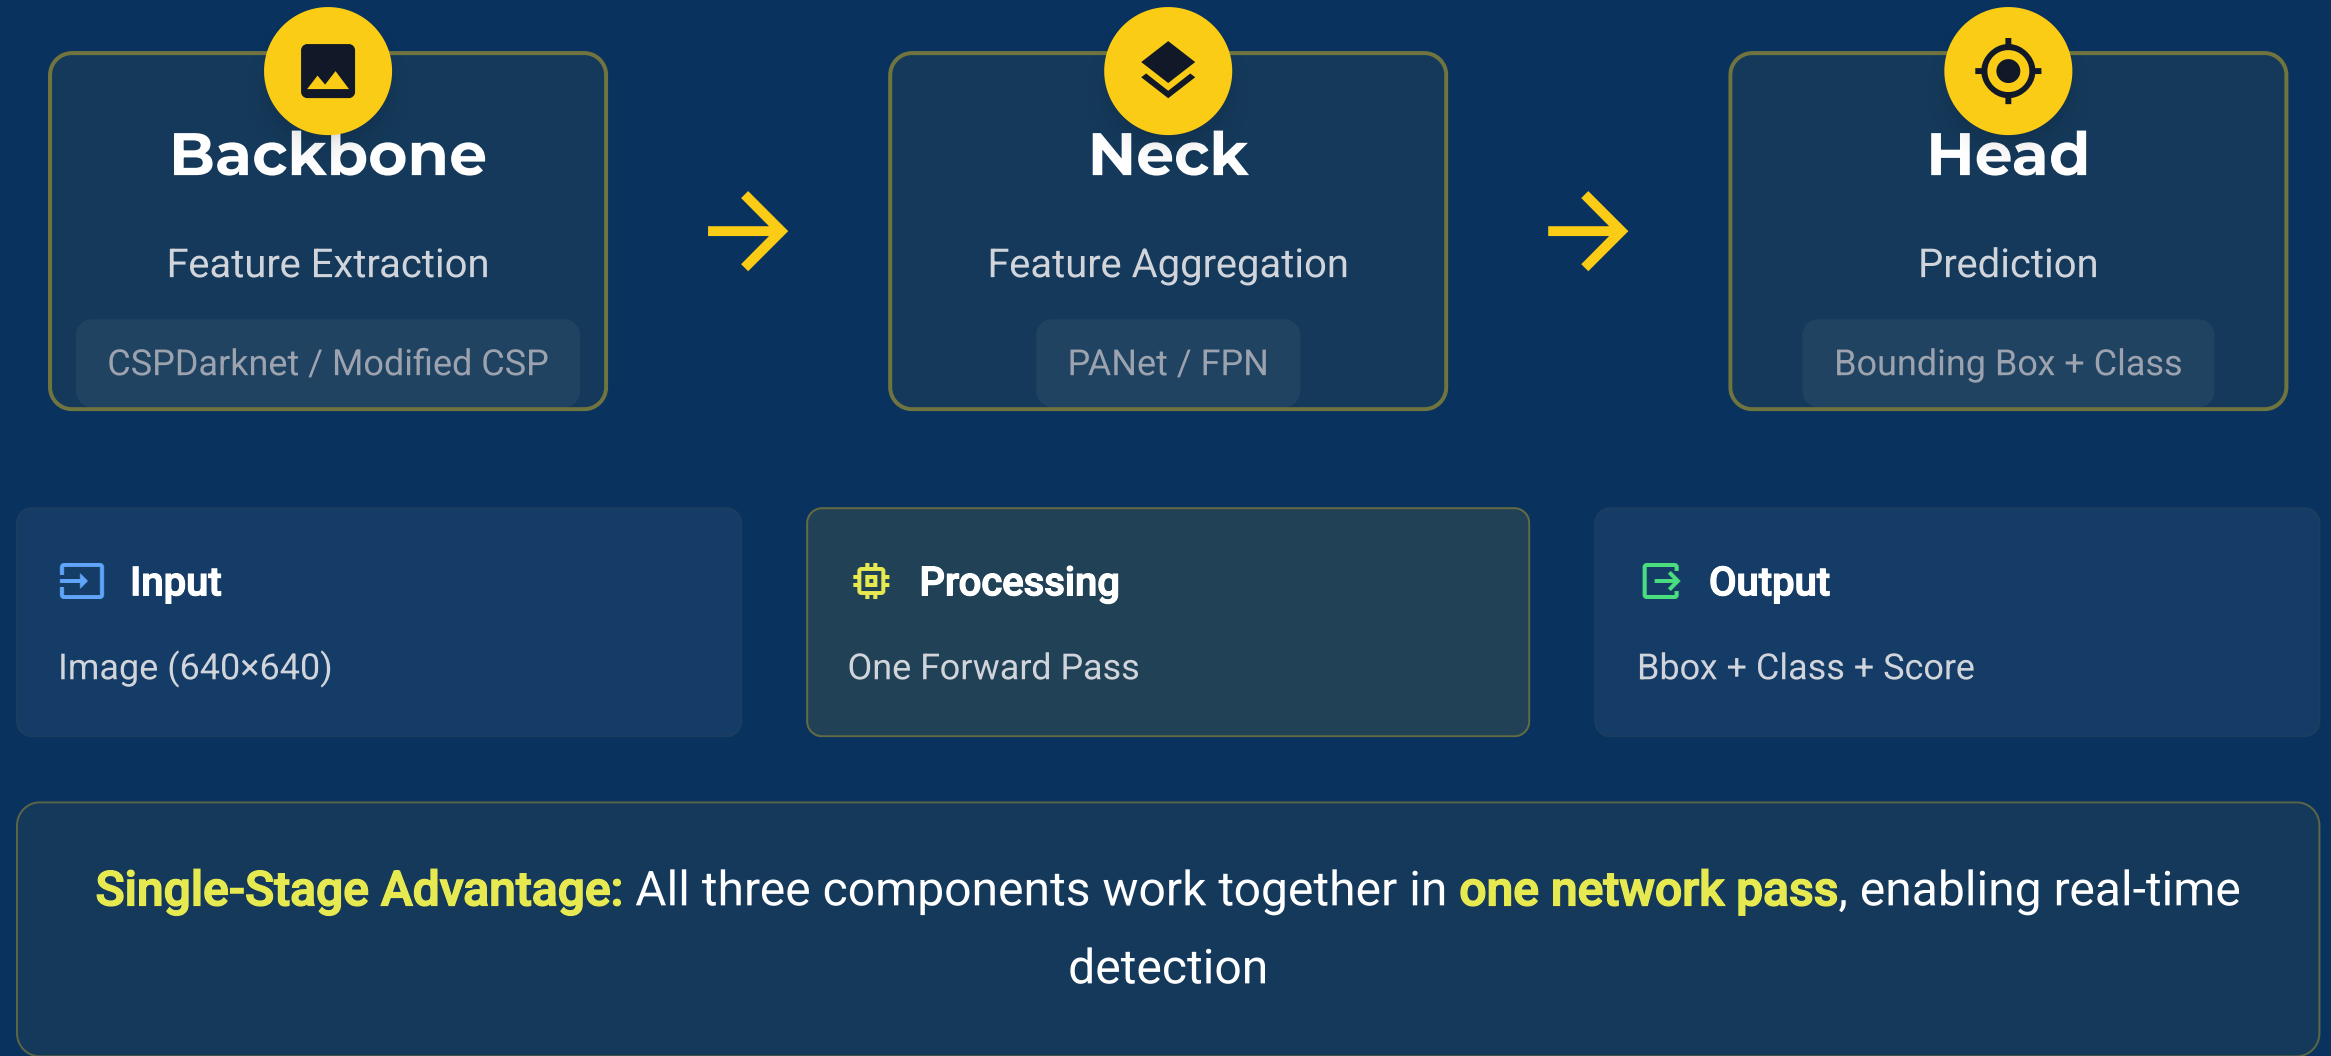 Backbone
Feature Extraction
CSPDarknet / Modified CSP
Neck
Feature Aggregation
PANet / FPN
Head
Prediction
Bounding Box + Class
Input
Image (640×640)
Processing
One Forward Pass
Output
Bbox + Class + Score
Single-Stage Advantage: All three components work together in one network pass, enabling real-time
detection